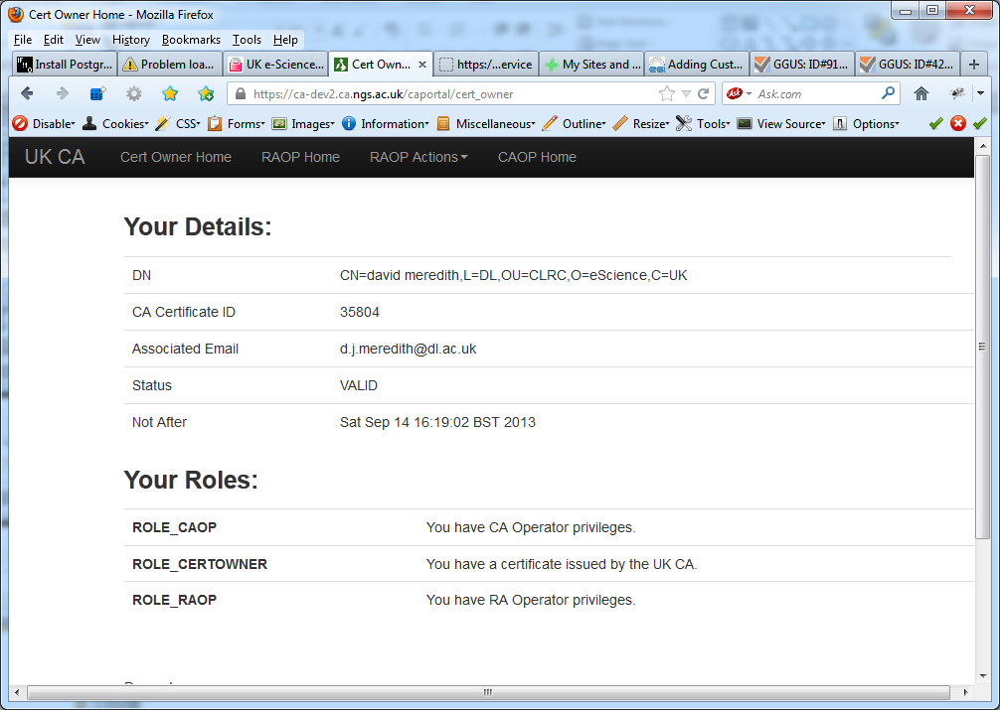 Cert Owner Home - Mozilla Firefox
File Edit View History Bookmarks Tools Help
Install Postgr... Problem loa... UK e-Science... Cert Own... https:/...ervice My Sites and ... Adding Cust... GGUS: ID#91... GGUS: ID#42...
https://ca-dev2.ca.ngs.ac.uk/caportal/cert_owner Ask Ask.com
Disable Cookies CSS Forms Images Information Miscellaneous Outline Resize Tools View Source Options
UK CA Cert Owner Home RAOP Home RAOP Actions CAOP Home
Your Details:
DN CN=david meredith,L=DL,OU=CLRC,O=eScience,C=UK
CA Certificate ID 35804
Associated Email d.j.meredith@dl.ac.uk
Status VALID
Not After Sat Sep 14 16:19:02 BST 2013
Your Roles:
ROLE_CAOP You have CA Operator privileges.
ROLE_CERTOWNER You have a certificate issued by the UK CA.
ROLE_RAOP You have RA Operator privileges.